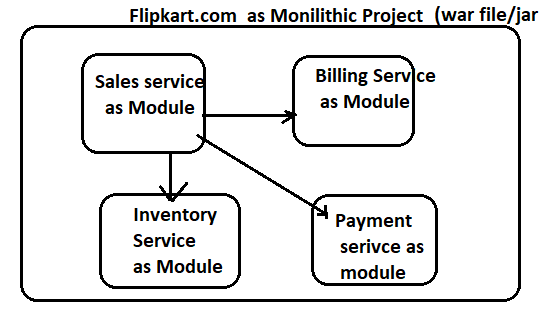 Flipkart.com as Monilithic Project (war file/jar
Sales service
as Module
Billing Service
as Module
Inventory
Service
as Module
Payment
serivce as
module